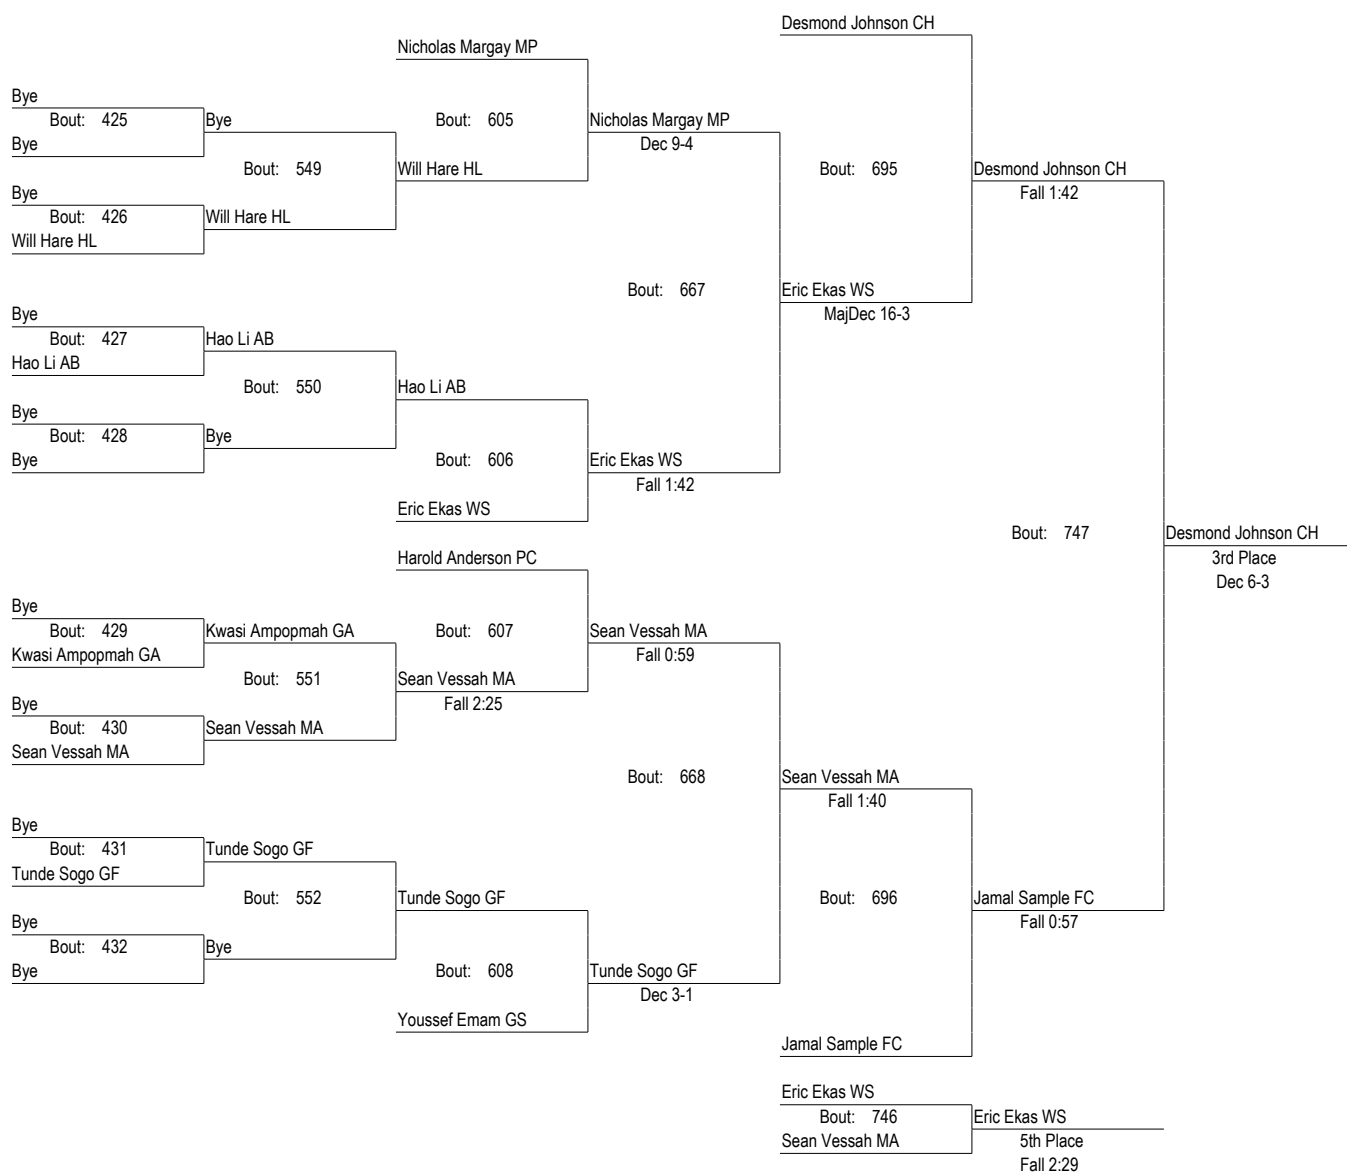 Desmond Johnson CH
Nicholas Margay MP
Bye
Bout: 425
Bye
Bout: 605
Nicholas Margay MP
Bye
Dec 9-4
Bout: 549
Will Hare HL
Bout: 695
Desmond Johnson CH
Bye
Fall 1:42
Bout: 426
Will Hare HL
Will Hare HL
Bout: 667
Eric Ekas WS
Bye
MajDec 16-3
Bout: 427
Hao Li AB
Hao Li AB
Bout: 550
Hao Li AB
Bye
Bout: 428
Bye
Bye
Bout: 606
Eric Ekas WS
Fall 1:42
Eric Ekas WS
Bout: 747
Desmond Johnson CH
Harold Anderson PC
3rd Place
Dec 6-3
Bye
Bout: 429
Kwasi Ampopmah GA
Bout: 607
Sean Vessah MA
Kwasi Ampopmah GA
Fall 0:59
Bout: 551
Sean Vessah MA
Bye
Fall 2:25
Bout: 430
Sean Vessah MA
Sean Vessah MA
Bout: 668
Sean Vessah MA
Fall 1:40
Bye
Bout: 431
Tunde Sogo GF
Tunde Sogo GF
Bout: 552
Tunde Sogo GF
Bout: 696
Jamal Sample FC
Bye
Fall 0:57
Bout: 432
Bye
Bye
Bout: 608
Tunde Sogo GF
Dec 3-1
Youssef Emam GS
Jamal Sample FC
Eric Ekas WS
Bout: 746
Eric Ekas WS
Sean Vessah MA
5th Place
Fall 2:29